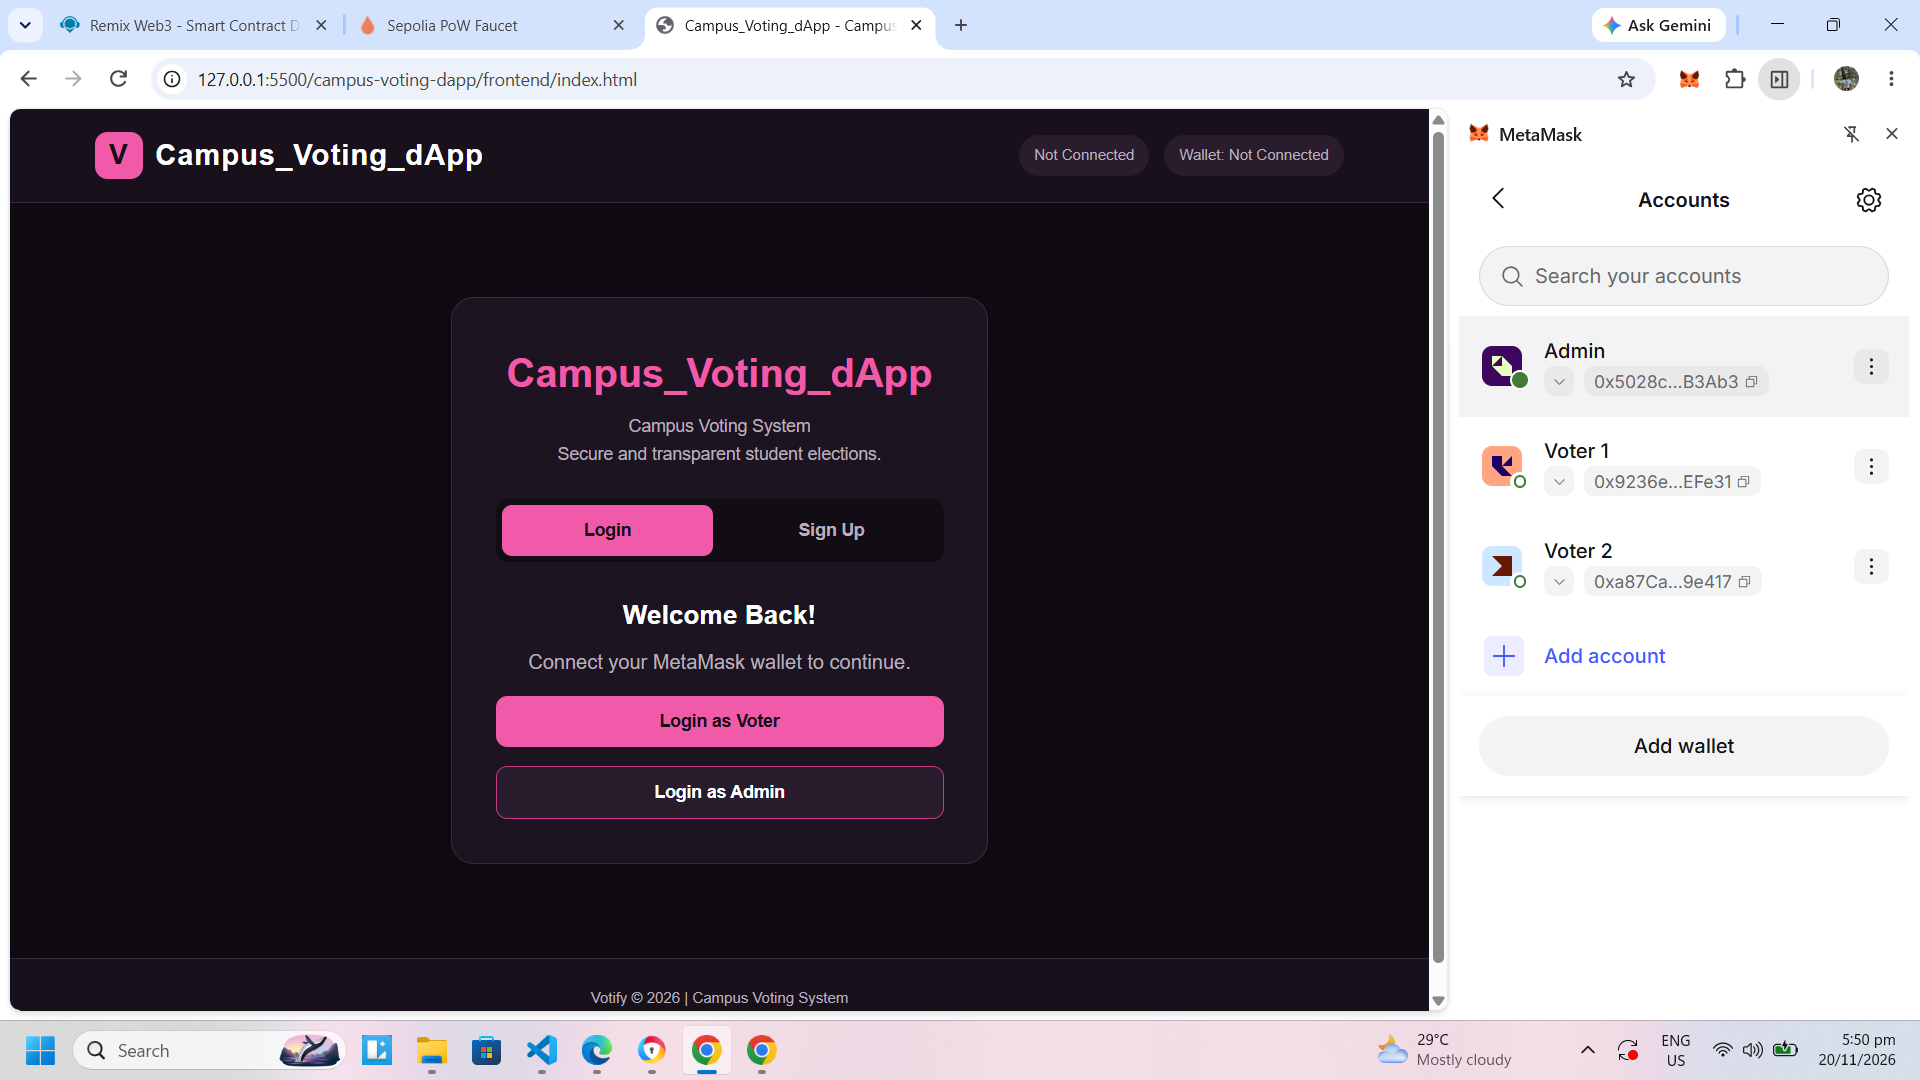 Remix Web3 - Smart Contract D
Sepolia PoW Faucet
Campus_Voting_dApp - Campus
Ask Gemini
127.0.0.1:5500/campus-voting-dapp/frontend/index.html
V
Campus_Voting_dApp
Not Connected
Wallet: Not Connected
Campus_Voting_dApp
Campus Voting System
Secure and transparent student elections.
Login
Sign Up
Welcome Back!
Connect your MetaMask wallet to continue.
Login as Voter
Login as Admin
Votify © 2026 | Campus Voting System
MetaMask
Accounts
Search your accounts
Admin
0x5028c...B3Ab3
Voter 1
0x9236e...EFe31
Voter 2
0xa87Ca...9e417
Add account
Add wallet
Search
29°C
Mostly cloudy
ENG
US
5:50 pm
20/11/2026